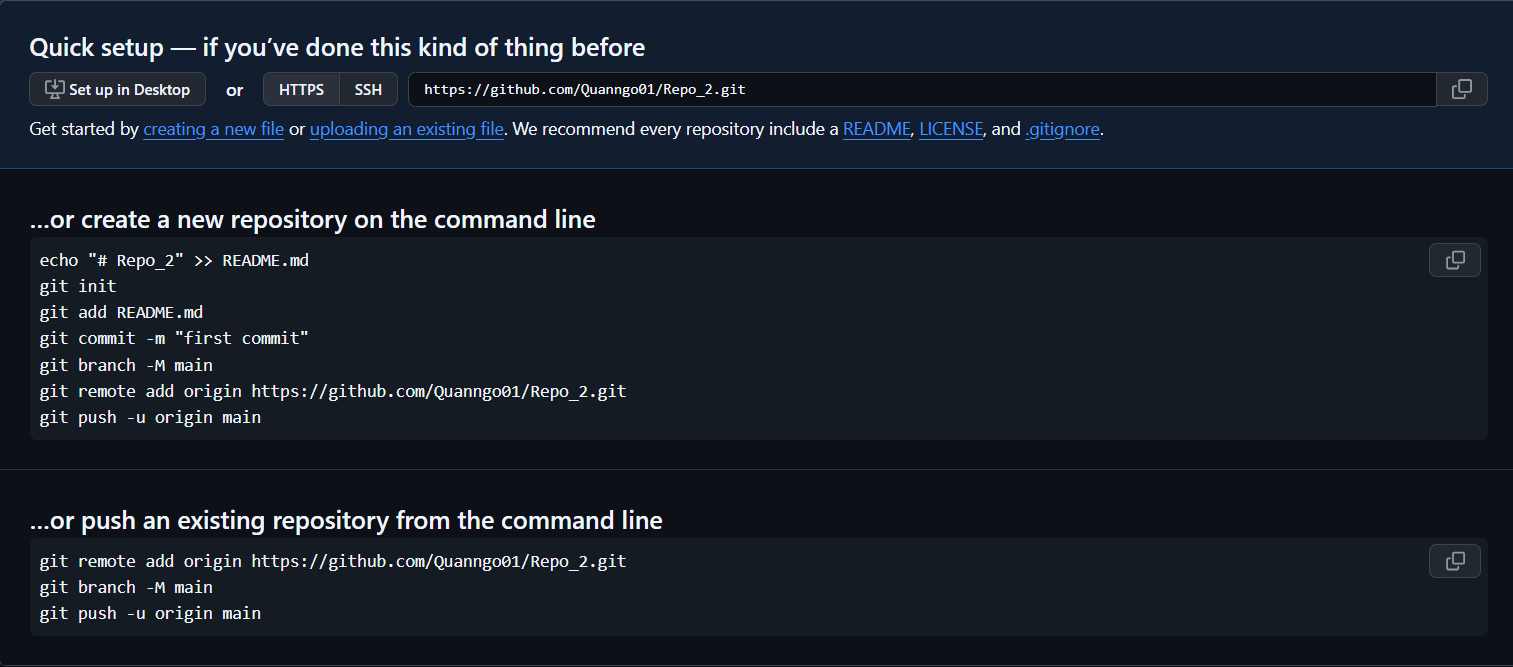 Quick setup — if you’ve done this kind of thing before
Set up in Desktop or HTTPS SSH https://github.com/Quanngo01/Repo_2.git
Get started by creating a new file or uploading an existing file. We recommend every repository include a README, LICENSE, and .gitignore.
…or create a new repository on the command line
echo "# Repo_2" >> README.md
git init
git add README.md
git commit -m "first commit"
git branch -M main
git remote add origin https://github.com/Quanngo01/Repo_2.git
git push -u origin main
…or push an existing repository from the command line
git remote add origin https://github.com/Quanngo01/Repo_2.git
git branch -M main
git push -u origin main